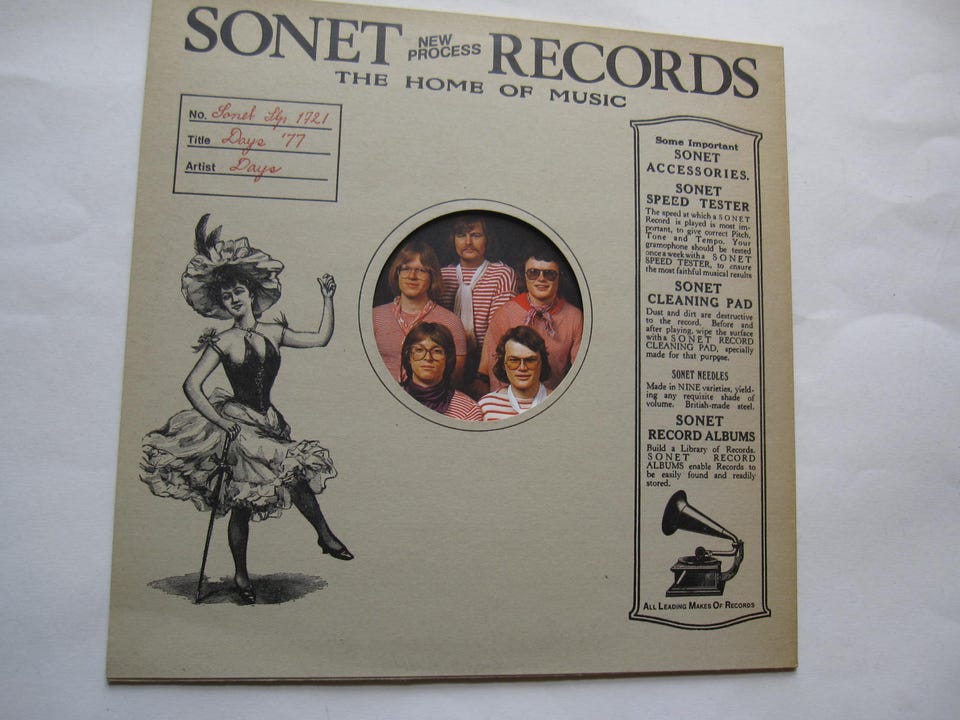 SONET NEW PROCESS RECORDS
THE HOME OF MUSIC
No. Sonet Slp 1721
Title Days '77
Artist Days
Some Important
SONET
ACCESSORIES.
SONET
SPEED TESTER
The speed at which a SONET
Record is played is most im-
portant, to give correct Pitch,
Tone and Tempo. Your
gramophone should be tested
once a week with a SONET
SPEED TESTER, to ensure
the most faithful musical results
SONET
CLEANING PAD
Dust and dirt are destructive
to the record. Before and
after playing, wipe the surface
with a SONET RECORD
CLEANING PAD, specially
made for that purpose.
SONET NEEDLES
Made in NINE varieties, yield-
ing any requisite shade of
volume. British-made steel.
SONET
RECORD ALBUMS
Build a Library of Records.
SONET RECORD
ALBUMS enable Records to
be easily found and readily
stored.
ALL LEADING MAKES OF RECORDS